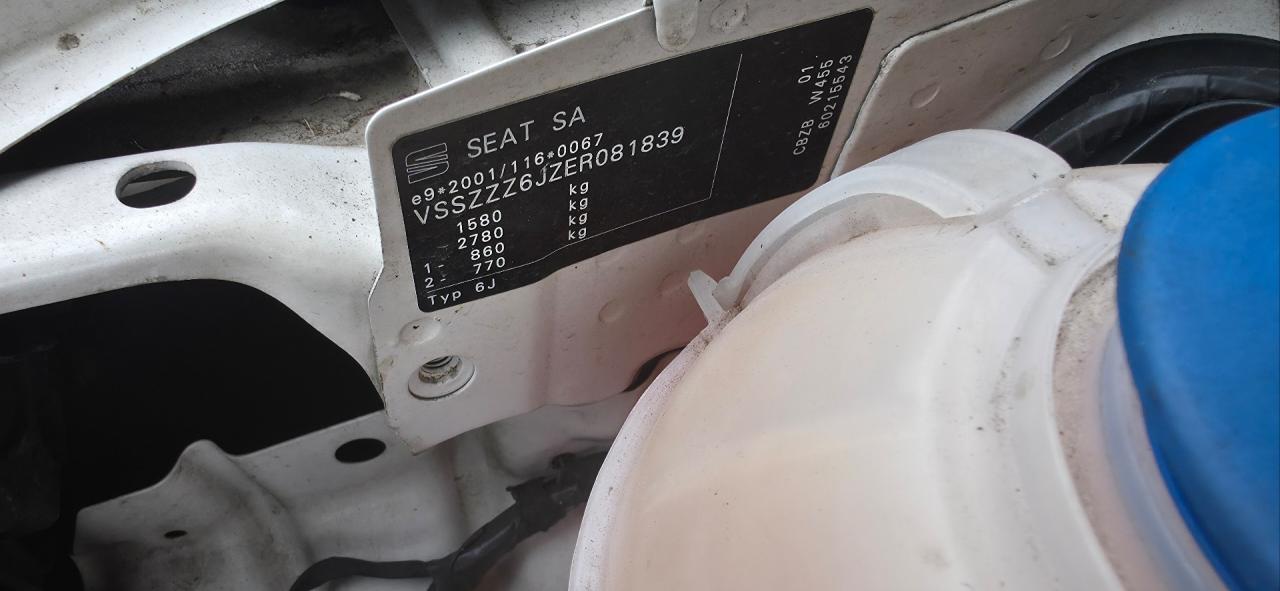 SEAT SA
e9*2001/116*0067
VSSZZZ6JZER081839
1580 kg
2780 kg
1- 860 kg
2- 770
Typ 6J
CBZB W455 01.
60215543